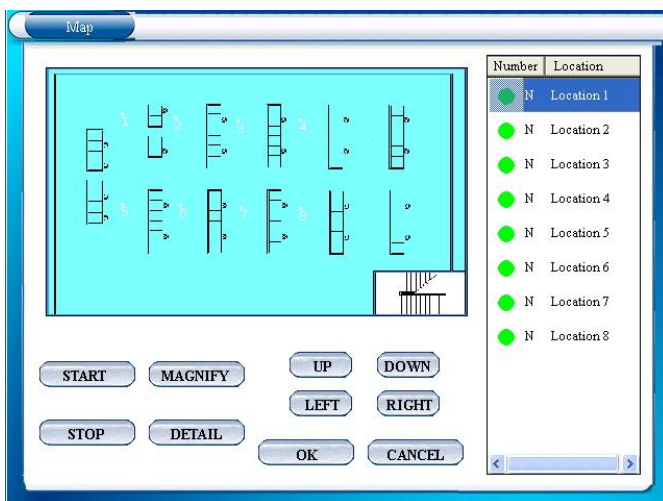 Map
Number Location
N Location 1
N Location 2
N Location 3
N Location 4
N Location 5
N Location 6
N Location 7
N Location 8
1 2 3 4
5 6 7 8
START MAGNIFY UP DOWN
LEFT RIGHT
STOP DETAIL
OK CANCEL